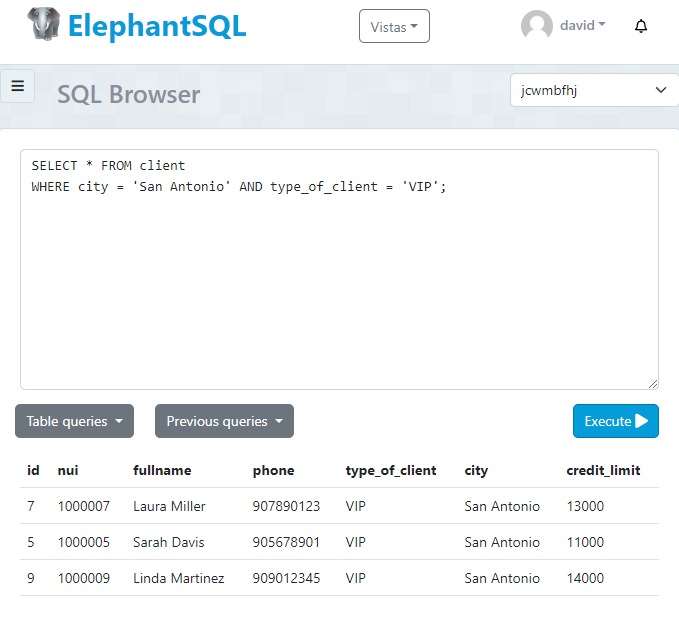 ElephantSQL Vistas david
SQL Browser jcwmbfhj
SELECT * FROM client
WHERE city = 'San Antonio' AND type_of_client = 'VIP';
Table queries Previous queries Execute
id nui fullname phone type_of_client city credit_limit
7 1000007 Laura Miller 907890123 VIP San Antonio 13000
5 1000005 Sarah Davis 905678901 VIP San Antonio 11000
9 1000009 Linda Martinez 909012345 VIP San Antonio 14000